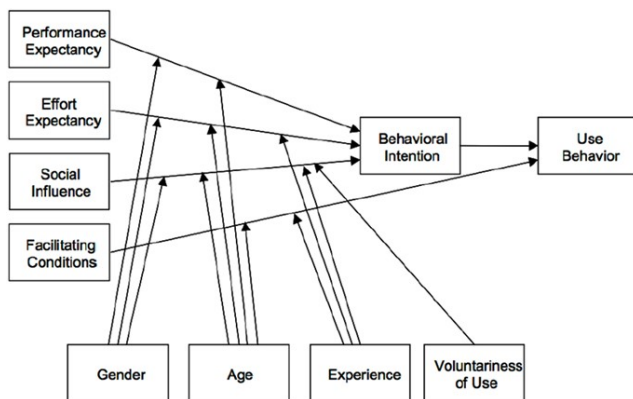 Performance
Expectancy
Effort
Expectancy
Social
Influence
Facilitating
Conditions
Behavioral
Intention
Use
Behavior
Gender
Age
Experience
Voluntariness
of Use